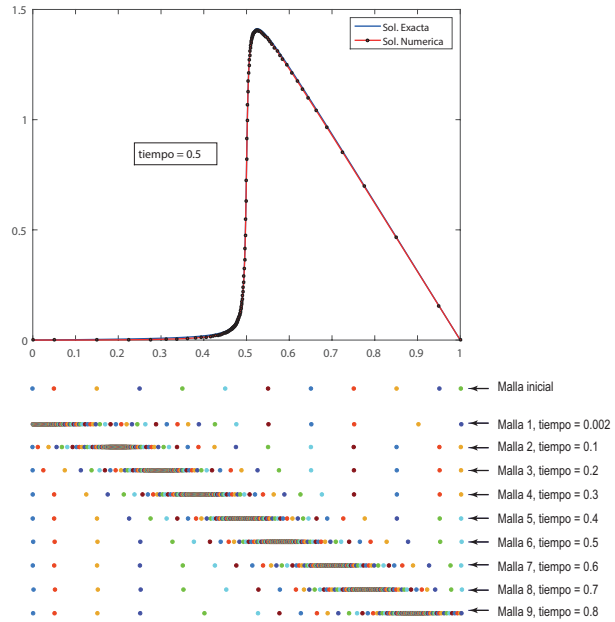 1.5
Sol. Exacta
Sol. Numerica
1
tiempo = 0.5
0.5
0
0 0.1 0.2 0.3 0.4 0.5 0.6 0.7 0.8 0.9 1
Malla inicial
Malla 1, tiempo = 0.002
Malla 2, tiempo = 0.1
Malla 3, tiempo = 0.2
Malla 4, tiempo = 0.3
Malla 5, tiempo = 0.4
Malla 6, tiempo = 0.5
Malla 7, tiempo = 0.6
Malla 8, tiempo = 0.7
Malla 9, tiempo = 0.8